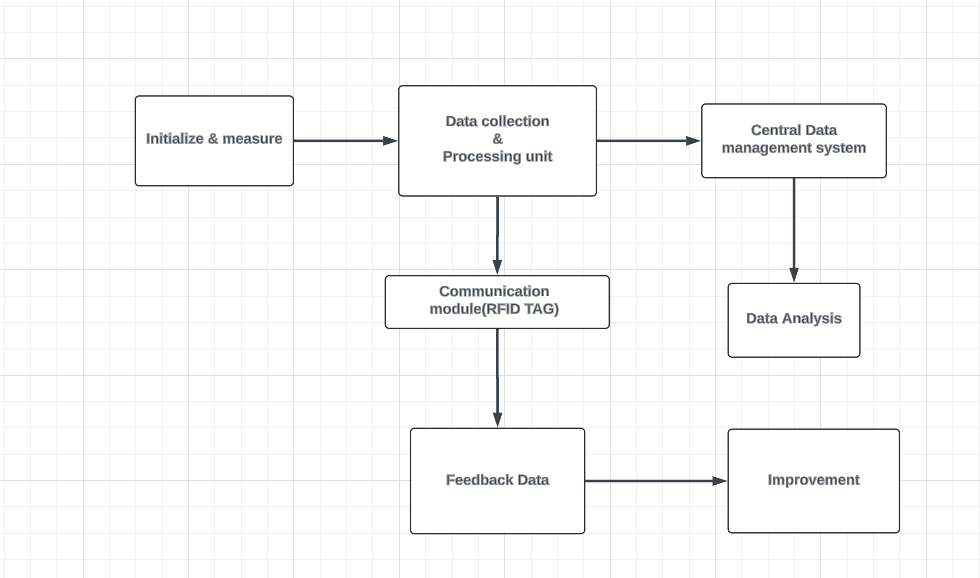 Initialize & measure
Data collection
&
Processing unit
Central Data
management system
Communication
module(RFID TAG)
Data Analysis
Feedback Data
Improvement